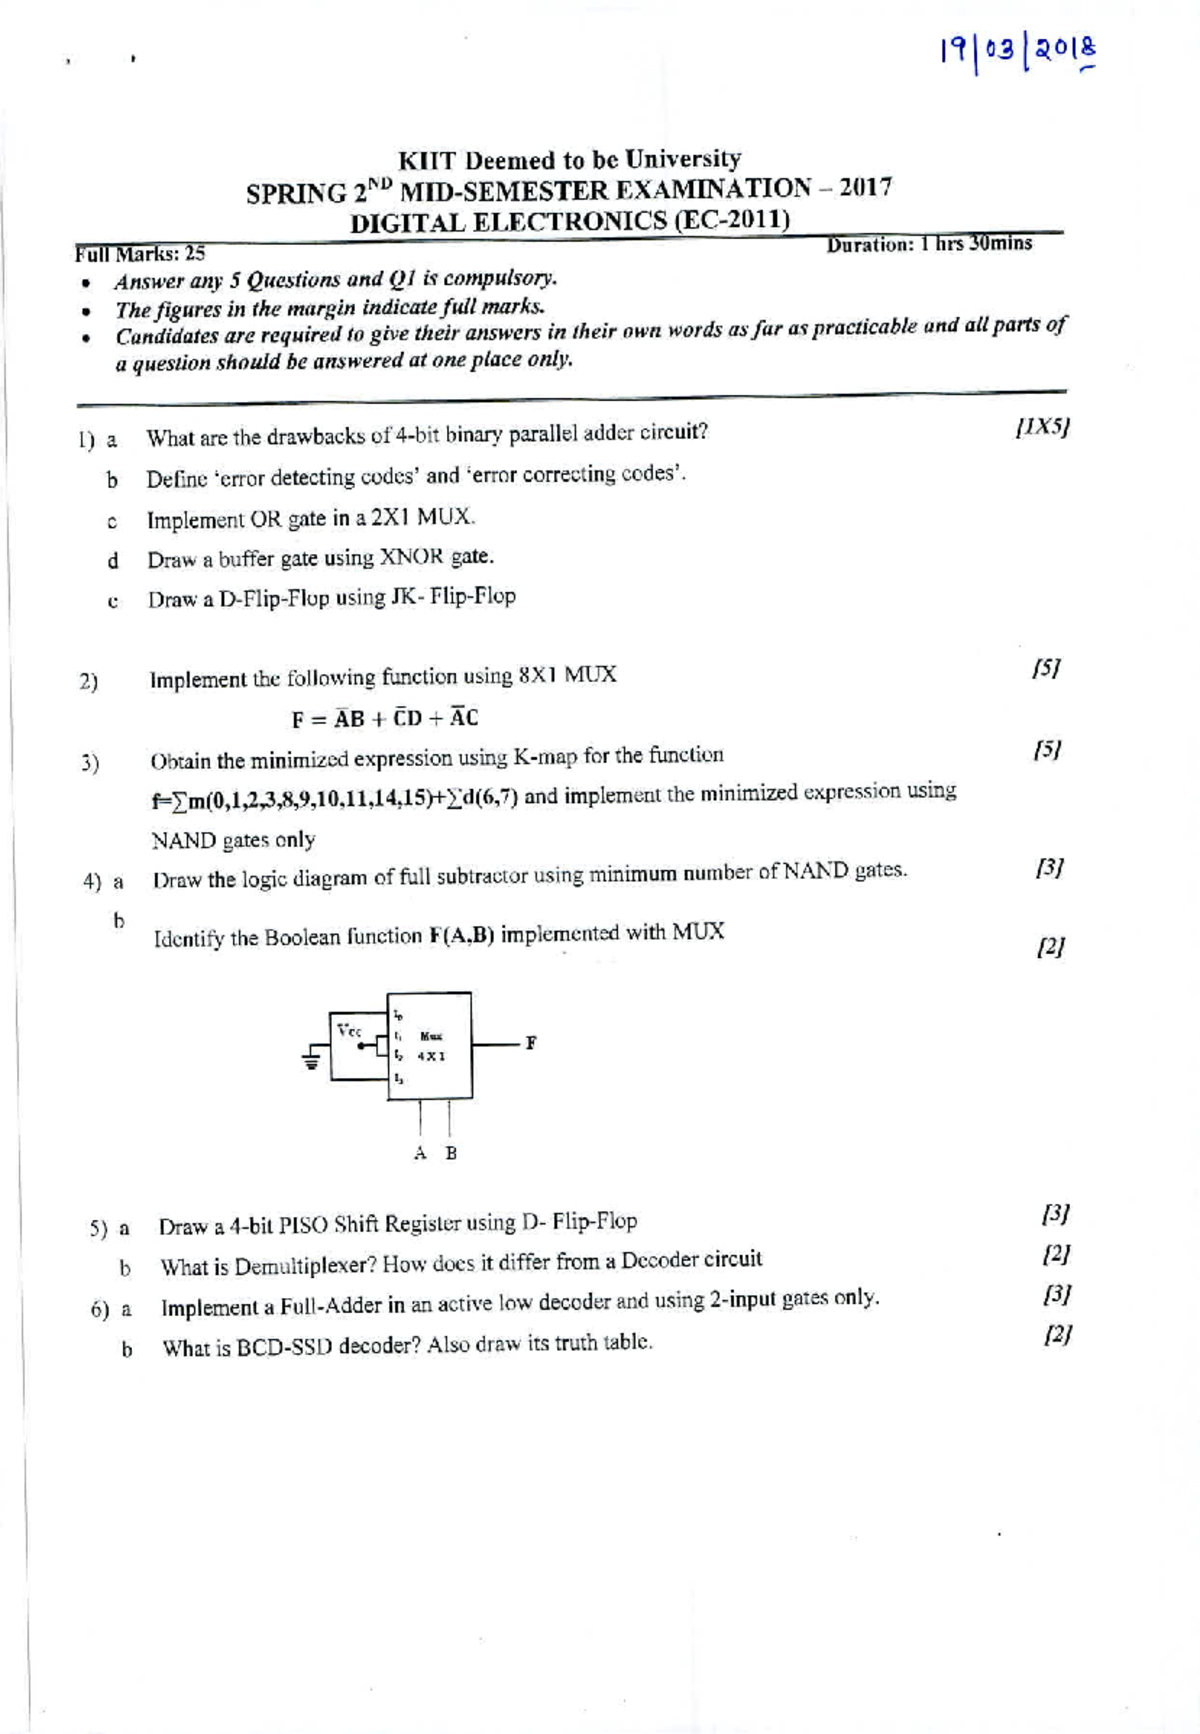 19/03/2018
KIIT Deemed to be University
SPRING 2ND MID-SEMESTER EXAMINATION – 2017
DIGITAL ELECTRONICS (EC-2011)
Full Marks: 25 Duration: 1 hrs 30mins
• Answer any 5 Questions and Q1 is compulsory.
• The figures in the margin indicate full marks.
• Candidates are required to give their answers in their own words as far as practicable and all parts of
a question should be answered at one place only.
1) a What are the drawbacks of 4-bit binary parallel adder circuit? [1X5]
b Define ‘error detecting codes’ and ‘error correcting codes’.
c Implement OR gate in a 2X1 MUX.
d Draw a buffer gate using XNOR gate.
e Draw a D-Flip-Flop using JK- Flip-Flop
2) Implement the following function using 8X1 MUX [5]
F = A̅B + C̅D + A̅C
3) Obtain the minimized expression using K-map for the function [5]
f=∑m(0,1,2,3,8,9,10,11,14,15)+∑d(6,7) and implement the minimized expression using
NAND gates only
4) a Draw the logic diagram of full subtractor using minimum number of NAND gates. [3]
b Identify the Boolean function F(A,B) implemented with MUX [2]
I0
Vcc I1 Mux F
I2 4X1
I3
A B
5) a Draw a 4-bit PISO Shift Register using D- Flip-Flop [3]
b What is Demultiplexer? How does it differ from a Decoder circuit [2]
6) a Implement a Full-Adder in an active low decoder and using 2-input gates only. [3]
b What is BCD-SSD decoder? Also draw its truth table. [2]